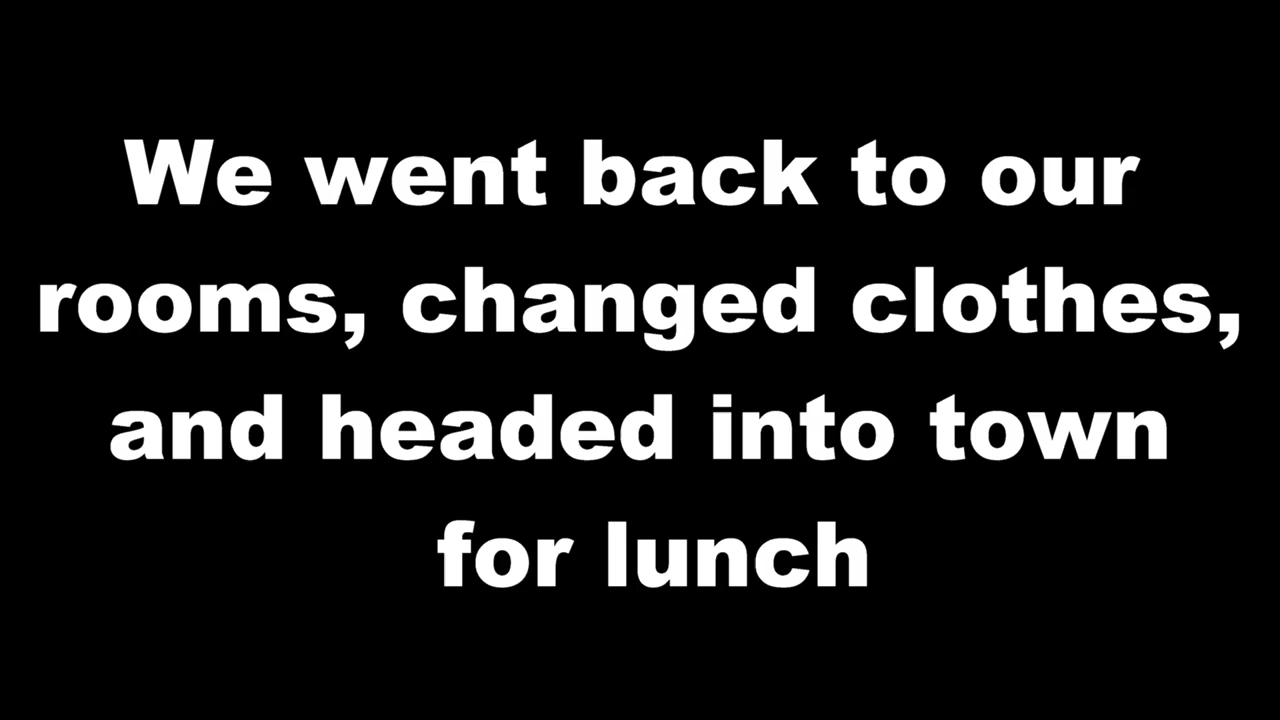 We went back to our
rooms, changed clothes,
and headed into town
for lunch